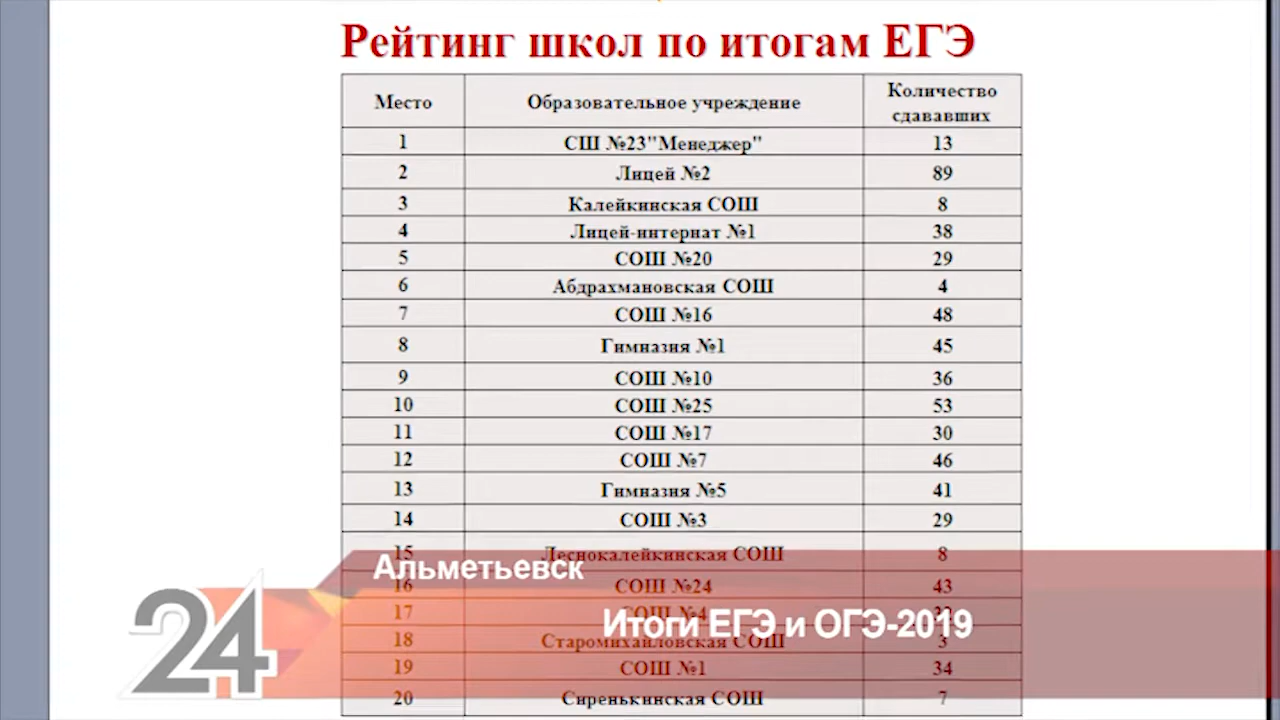 Рейтинг школ по итогам ЕГЭ
Место Образовательное учреждение Количество сдававших
1 СШ №23"Менеджер" 13
2 Лицей №2 89
3 Калейкинская СОШ 8
4 Лицей-интернат №1 38
5 СОШ №20 29
6 Абдрахмановская СОШ 4
7 СОШ №16 48
8 Гимназия №1 45
9 СОШ №10 36
10 СОШ №25 53
11 СОШ №17 30
12 СОШ №7 46
13 Гимназия №5 41
14 СОШ №3 29
15 Леснокалейкинская СОШ 8
Альметьевск
16 СОШ №24 43
17 СОШ №4
Итоги ЕГЭ и ОГЭ-2019
18 Старомихайловская СОШ 3
19 СОШ №1 34
20 Сиренькинская СОШ 7
24